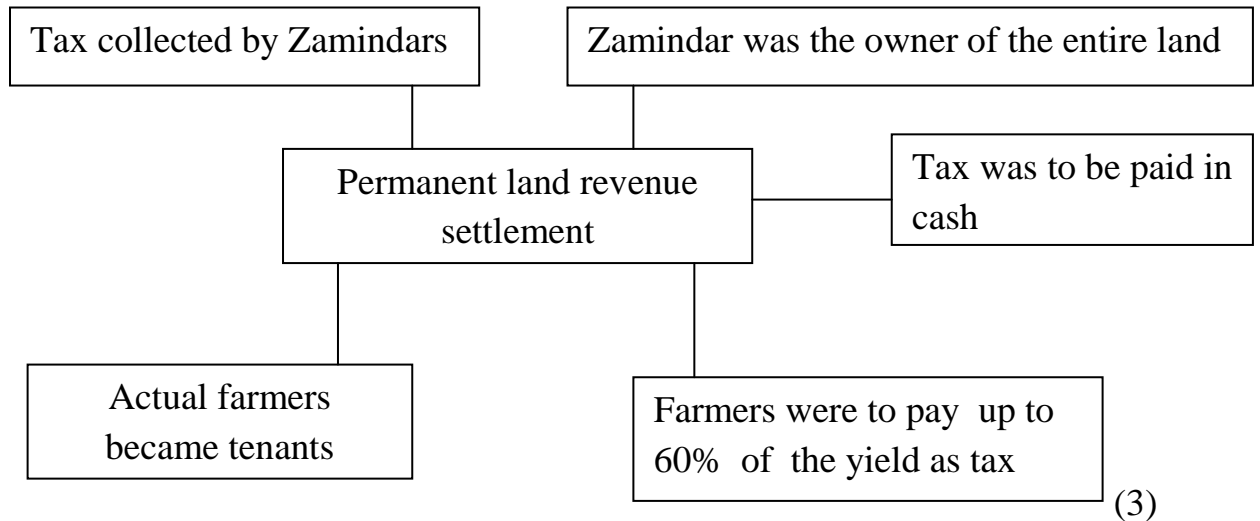 Tax collected by Zamindars
Zamindar was the owner of the entire land
Permanent land revenue
settlement
Tax was to be paid in
cash
Actual farmers
became tenants
Farmers were to pay up to
60% of the yield as tax
(3)